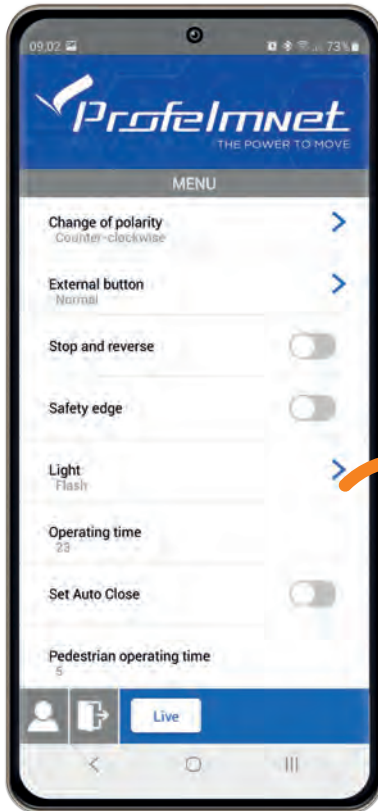 09:02 73%
Profelmnet
THE POWER TO MOVE
MENU
Change of polarity
Counter-clockwise
External button
Normal
Stop and reverse
Safety edge
Light
Flash
Operating time
23
Set Auto Close
Pedestrian operating time
5
Live